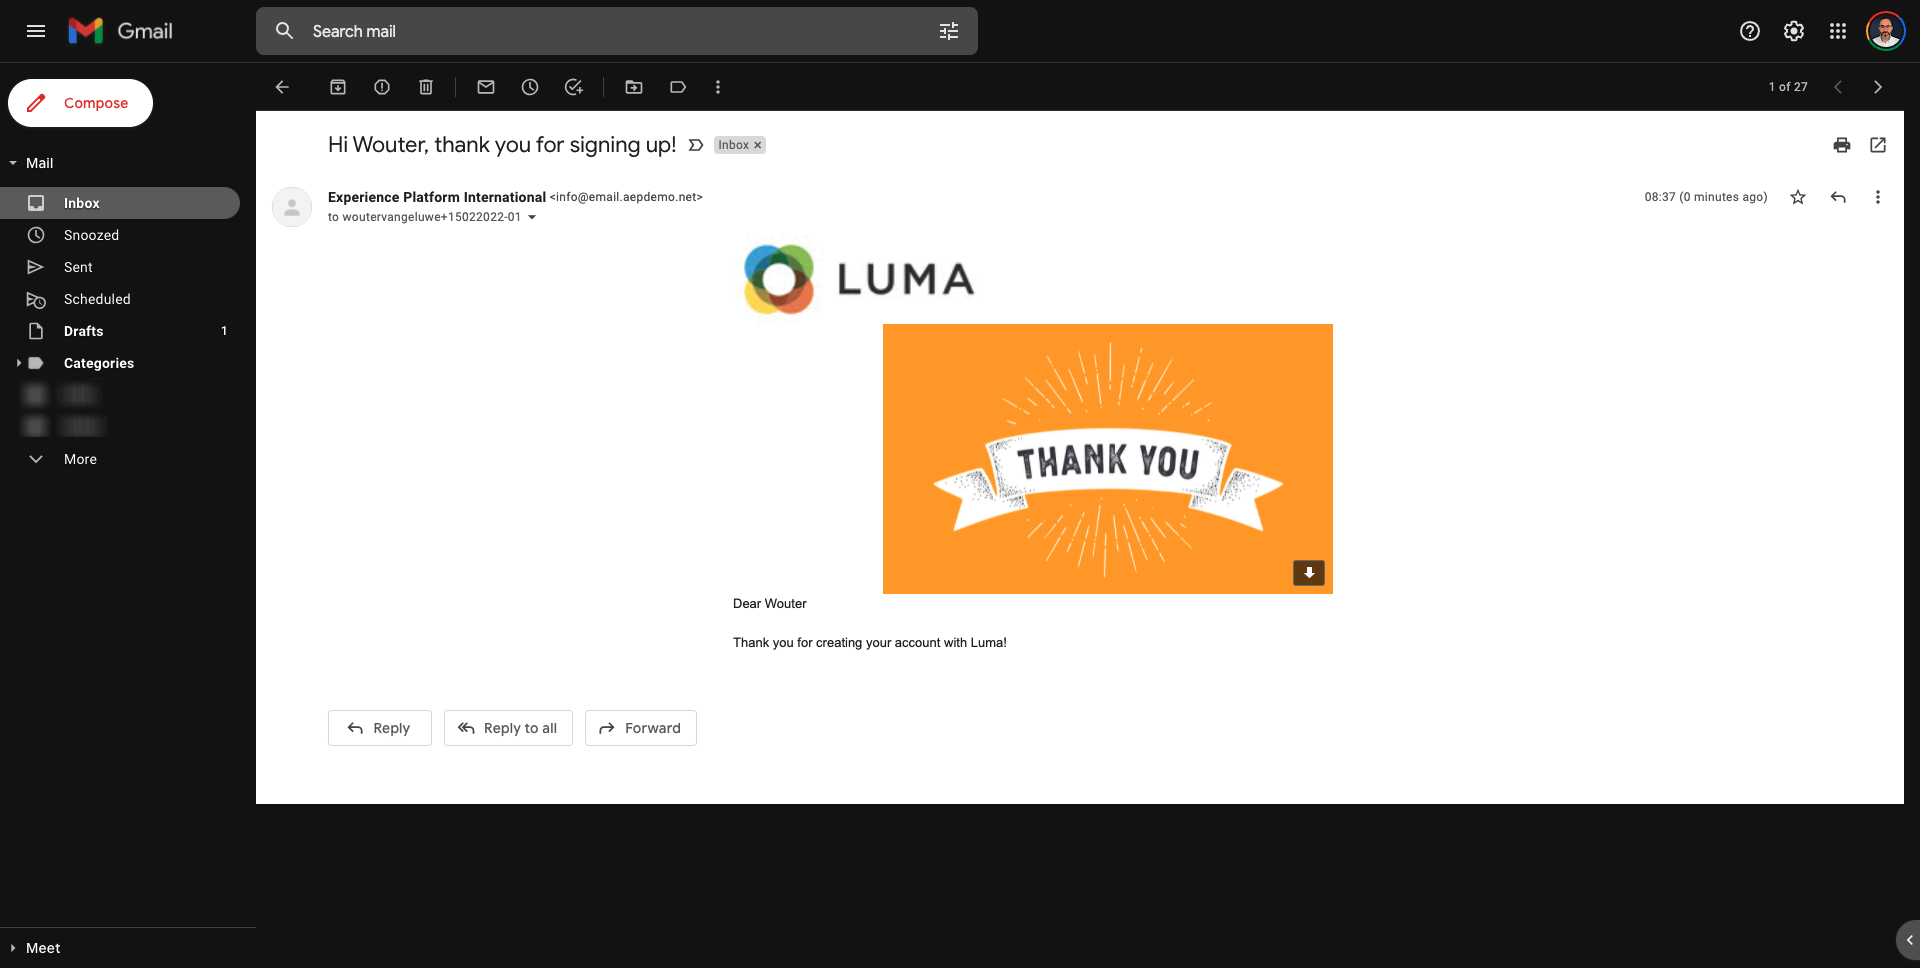 Gmail
Search mail
Compose
1 of 27
Mail
Inbox
Snoozed
Sent
Scheduled
Drafts 1
Categories
More
Meet
Hi Wouter, thank you for signing up! Inbox ×
Experience Platform International <info@email.aepdemo.net> 08:37 (0 minutes ago)
to woutervangeluwe+15022022-01
LUMA
THANK YOU
Dear Wouter
Thank you for creating your account with Luma!
Reply Reply to all Forward